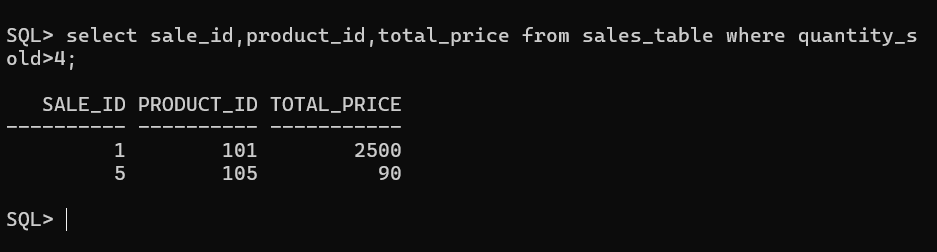 SQL> select sale_id,product_id,total_price from sales_table where quantity_s
old>4;
   SALE_ID PRODUCT_ID TOTAL_PRICE
---------- ---------- -----------
         1        101        2500
         5        105          90
SQL>